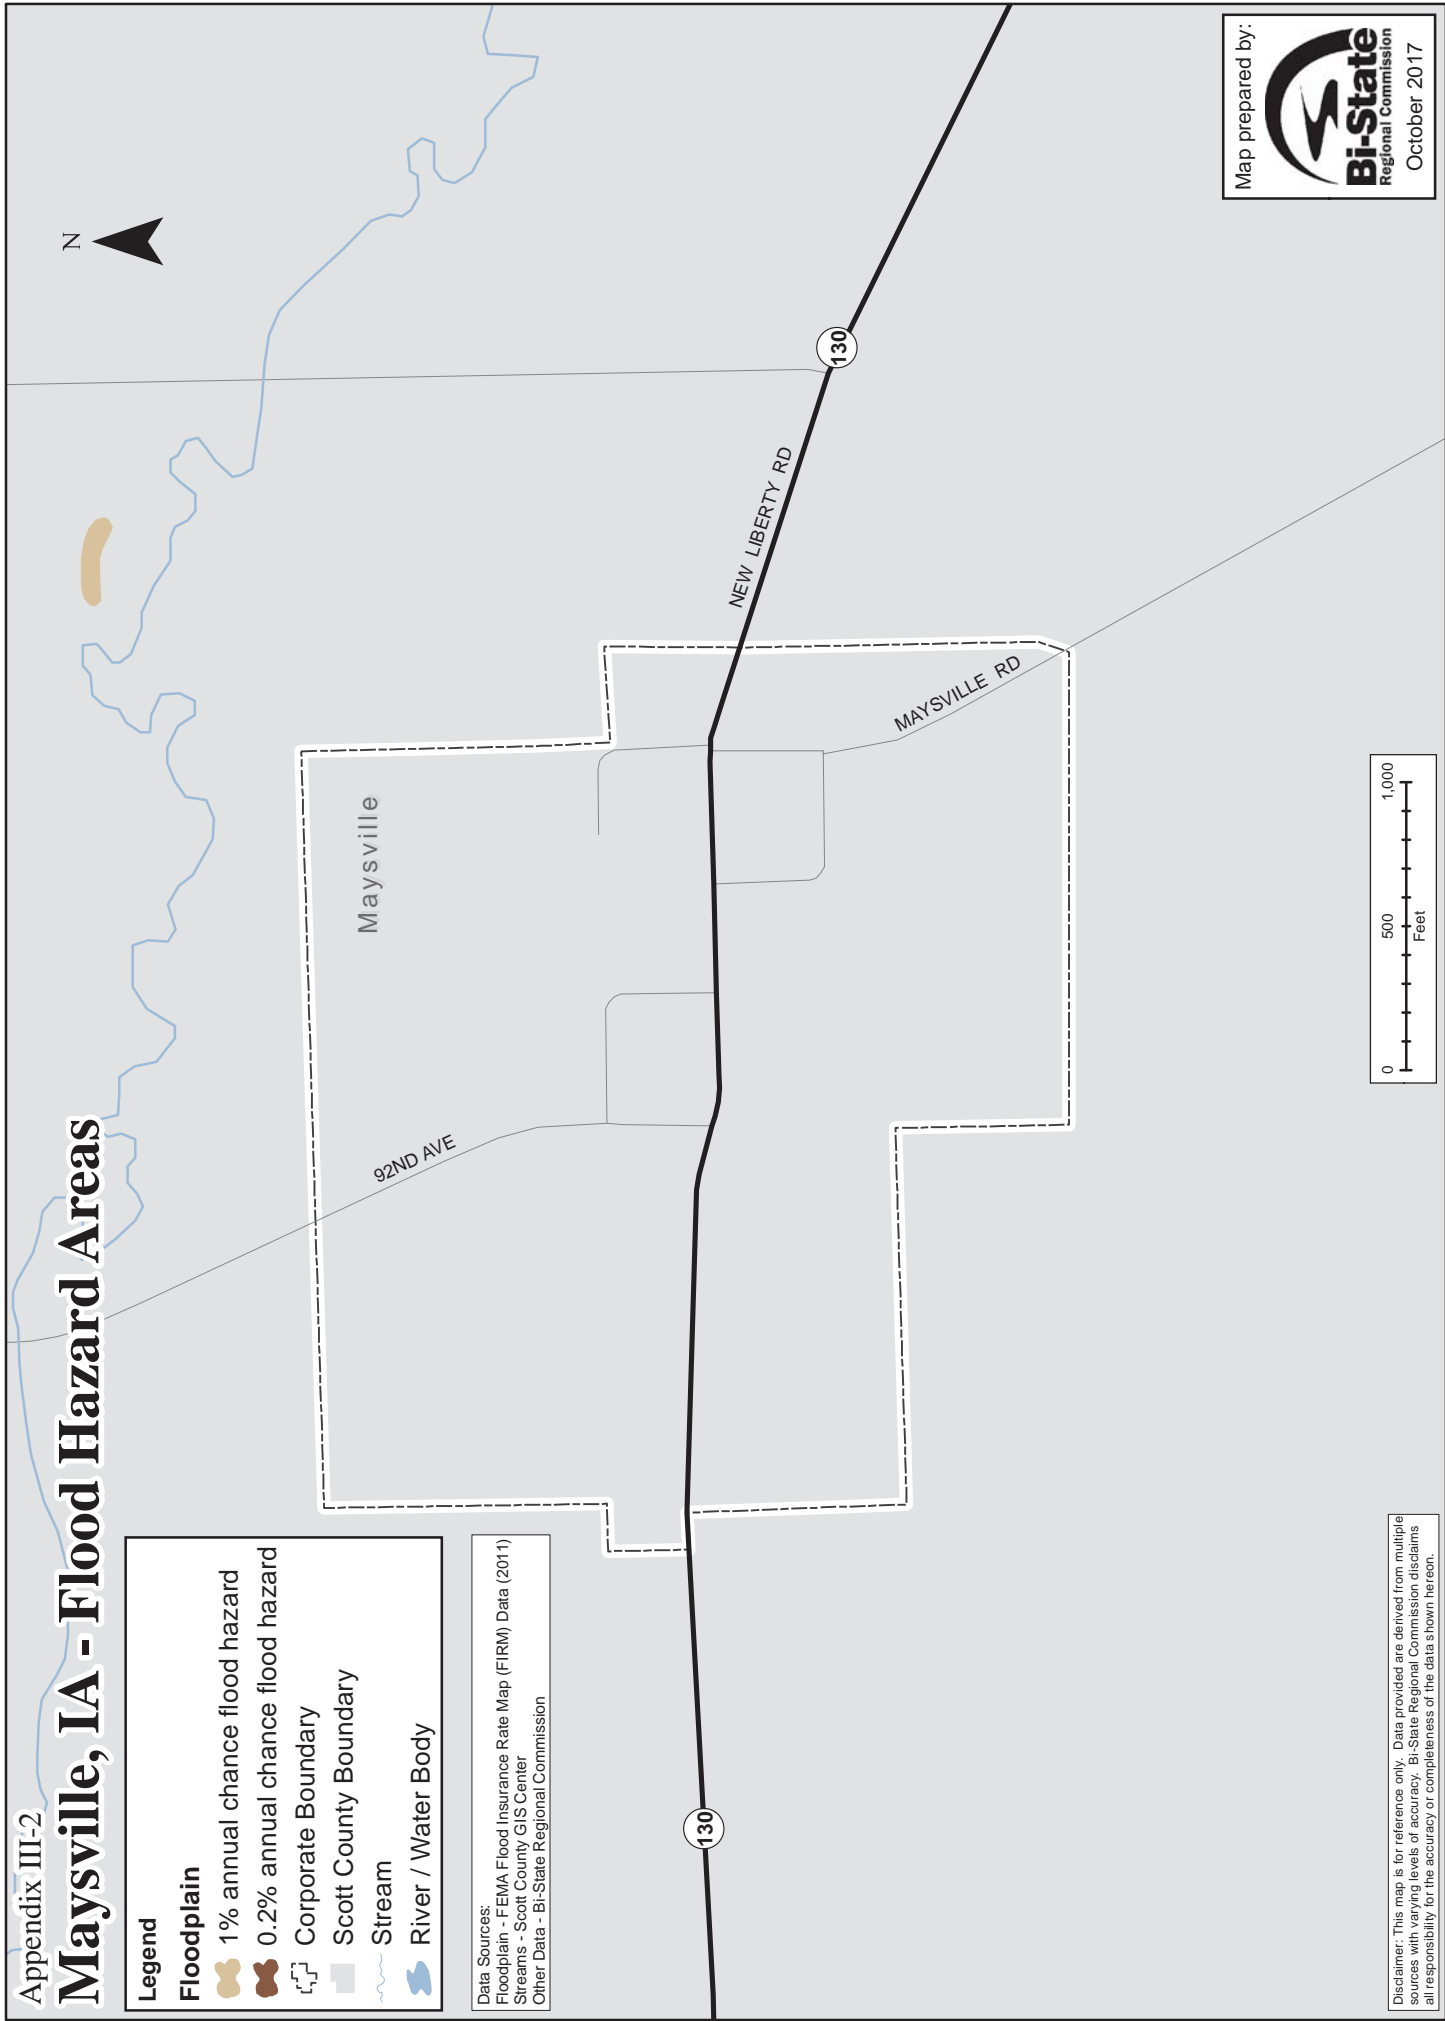 Appendix III-2
Maysville, IA - Flood Hazard Areas
N
Legend
Floodplain
1% annual chance flood hazard
0.2% annual chance flood hazard
Corporate Boundary
Scott County Boundary
Stream
River / Water Body
Data Sources:
Floodplain - FEMA Flood Insurance Rate Map (FIRM) Data (2011)
Streams - Scott County GIS Center
Other Data - Bi-State Regional Commission
92ND AVE
Maysville
NEW LIBERTY RD
MAYSVILLE RD
130
130
Disclaimer: This map is for reference only. Data provided are derived from multiple
sources with varying levels of accuracy. Bi-State Regional Commission disclaims
all responsibility for the accuracy or completeness of the data shown hereon.
0 500 1,000
Feet
Map prepared by:
Bi-State
Regional Commission
October 2017